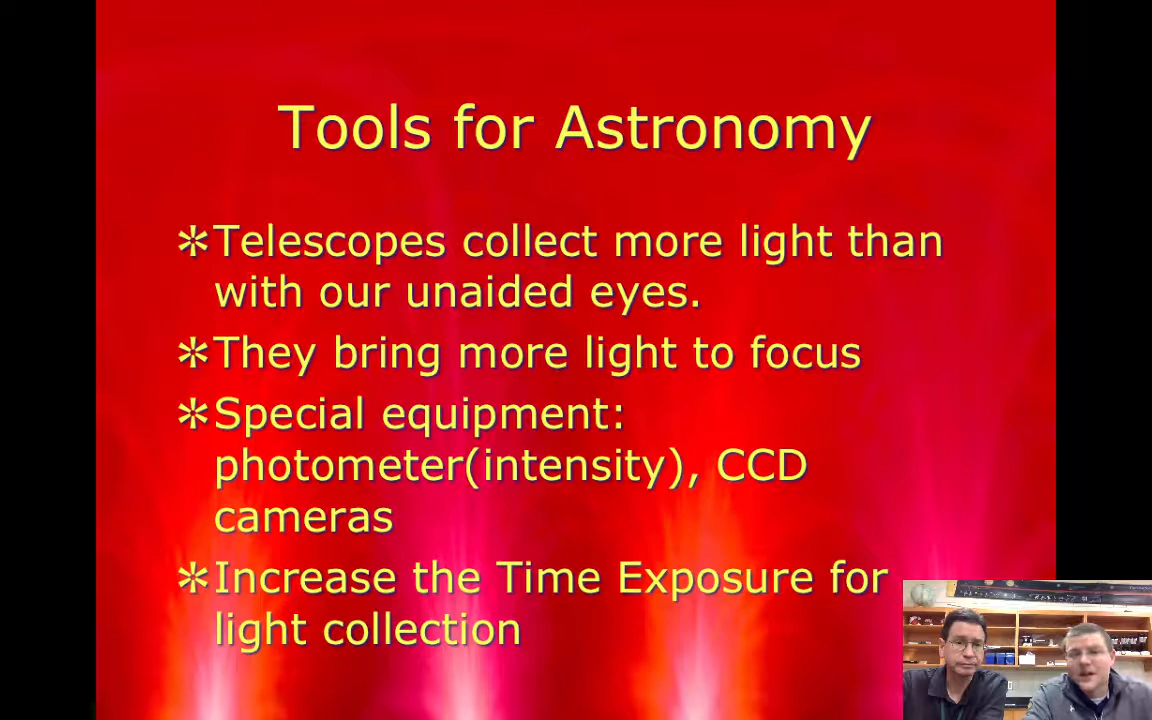 Tools for Astronomy
✻Telescopes collect more light than
with our unaided eyes.
✻They bring more light to focus
✻Special equipment:
photometer(intensity), CCD
cameras
✻Increase the Time Exposure for
light collection